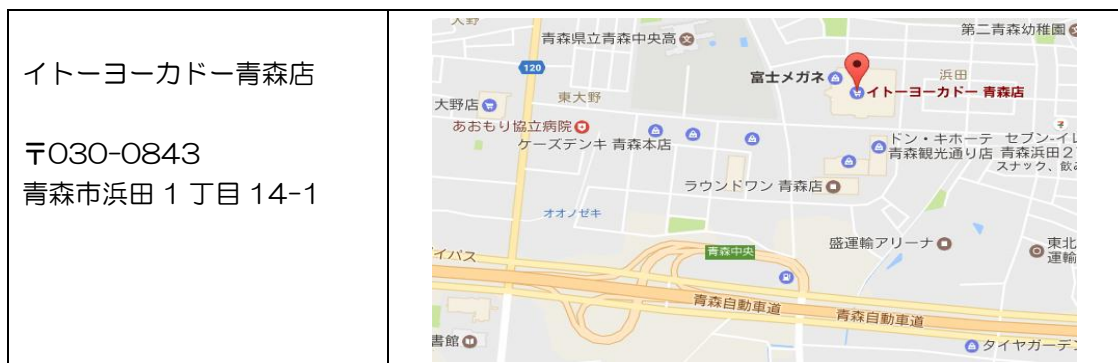 イトーヨーカドー青森店
〒030-0843
青森市浜田 1 丁目 14-1
大野
青森県立青森中央高
第二青森幼稚園
120
富士メガネ
浜田
イトーヨーカドー 青森店
大野店
東大野
あおもり協立病院
ケーズデンキ 青森本店
ドン・キホーテ
青森観光通り店
セブン-イレ
青森浜田2
スナック、飲み
ラウンドワン 青森店
オオノゼキ
イパス
青森中央
盛運輸アリーナ
東北
運輸
青森自動車道
青森自動車道
書館
タイヤガーデン